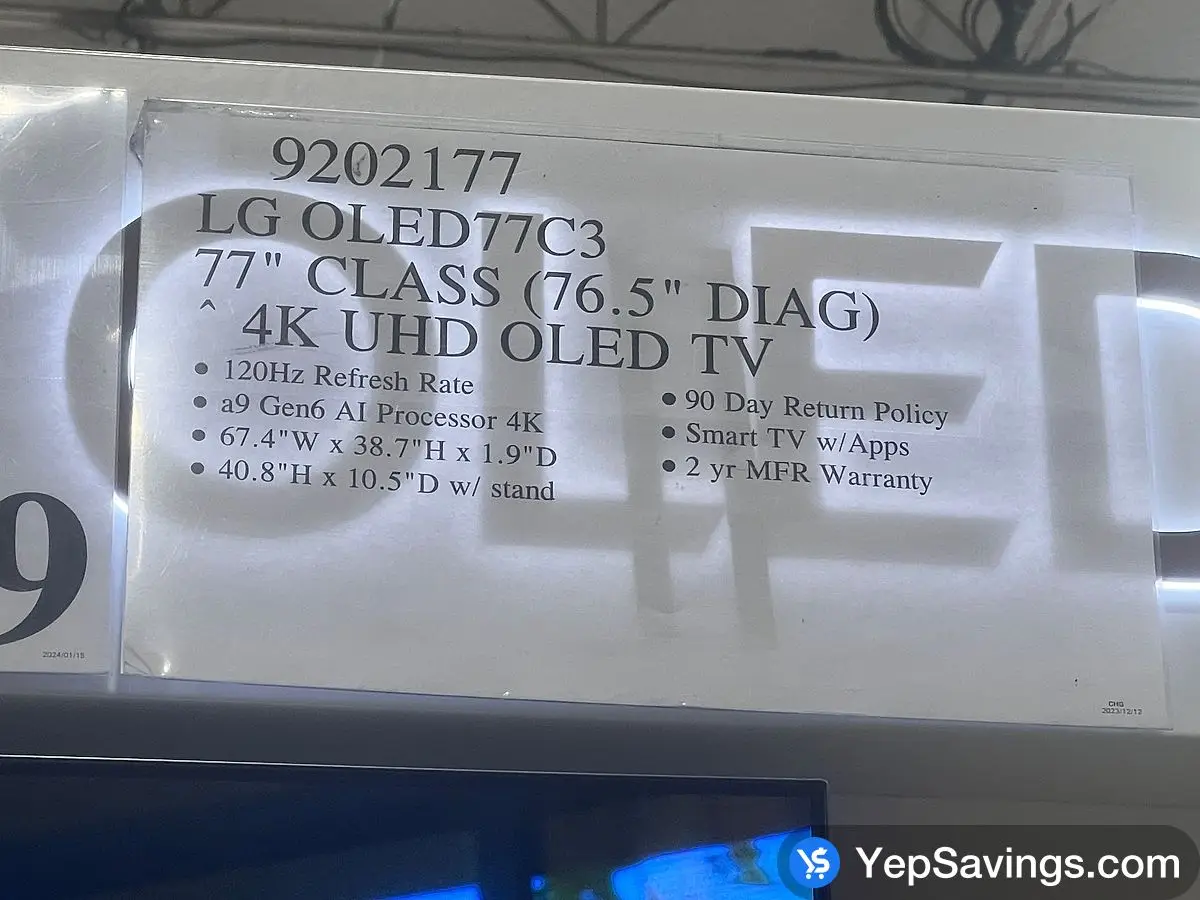 9202177
LG OLED77C3
77" CLASS (76.5" DIAG)
^ 4K UHD OLED TV
• 120Hz Refresh Rate
• a9 Gen6 AI Processor 4K
• 67.4"W x 38.7"H x 1.9"D
• 40.8"H x 10.5"D w/ stand
• 90 Day Return Policy
• Smart TV w/Apps
• 2 yr MFR Warranty
OLED
9
2024/01/15
CHG
2023/12/12
YepSavings.com